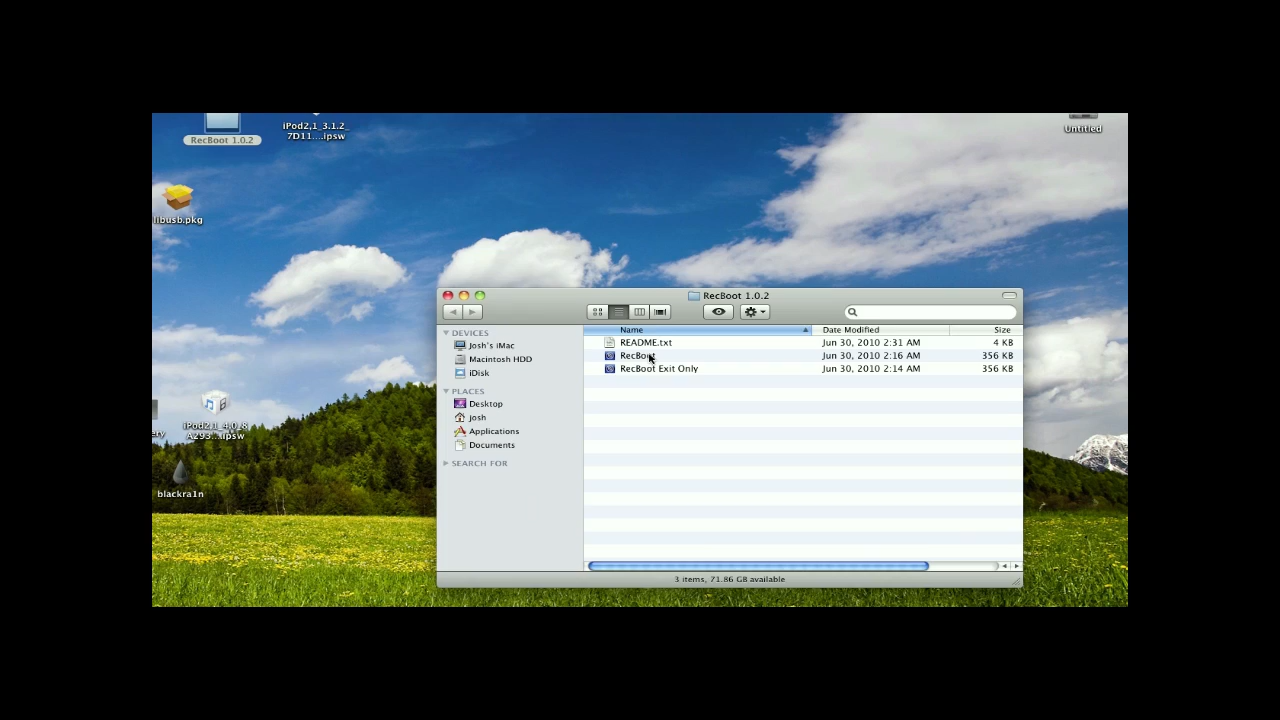 RecBoot 1.0.2
iPod2,1_3.1.2_
7D11....ipsw
Untitled
libusb.pkg
RecBoot 1.0.2
Name
Date Modified
Size
DEVICES
Josh's iMac
Macintosh HDD
iDisk
PLACES
Desktop
josh
Applications
Documents
SEARCH FOR
README.txt
Jun 30, 2010 2:31 AM
4 KB
RecBoot
Jun 30, 2010 2:16 AM
356 KB
RecBoot Exit Only
Jun 30, 2010 2:14 AM
356 KB
iPod2,1_4.0_8
A293...ipsw
blackra1n
3 items, 71.86 GB available